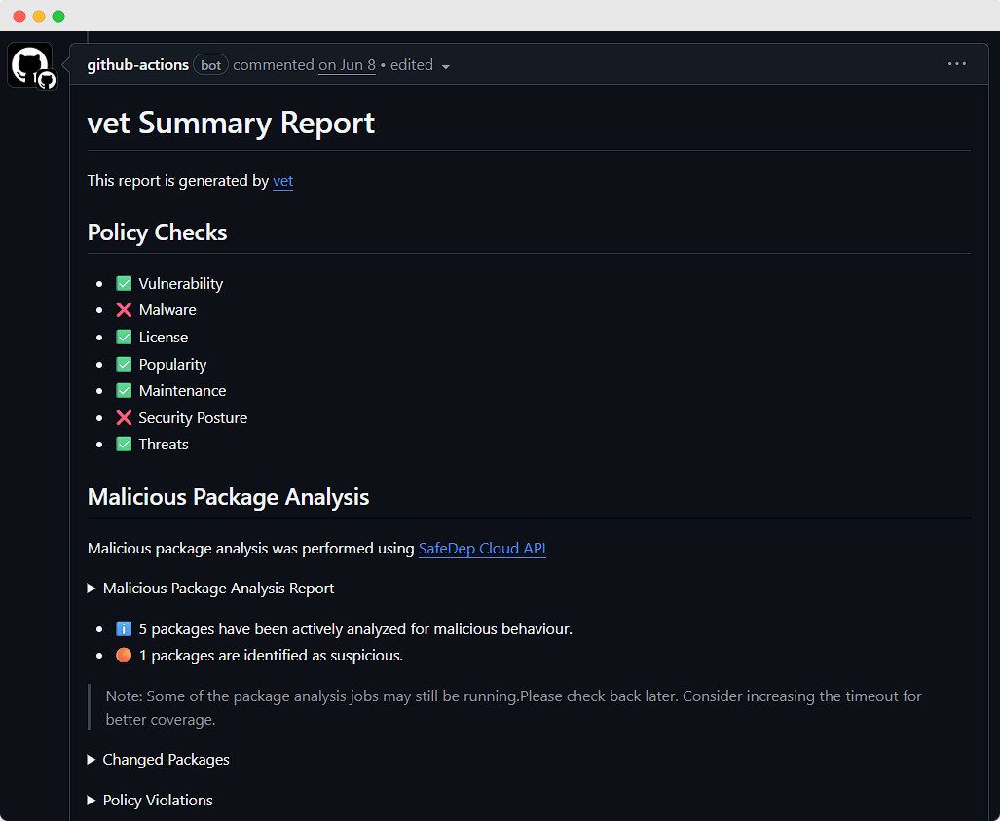 github-actions bot commented on Jun 8 • edited
vet Summary Report
This report is generated by vet
Policy Checks
• ✅ Vulnerability
• ❌ Malware
• ✅ License
• ✅ Popularity
• ✅ Maintenance
• ❌ Security Posture
• ✅ Threats
Malicious Package Analysis
Malicious package analysis was performed using SafeDep Cloud API
▶ Malicious Package Analysis Report
• ℹ️ 5 packages have been actively analyzed for malicious behaviour.
• 🔴 1 packages are identified as suspicious.
Note: Some of the package analysis jobs may still be running.Please check back later. Consider increasing the timeout for
better coverage.
▶ Changed Packages
▶ Policy Violations